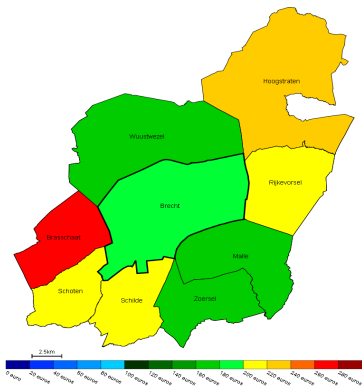 Hoogstraten
Wuustwezel
Rijkevorsel
Brecht
Brasschaat
Malle
Schoten
Schilde
Zoersel
2.5km
0 euro
20 euros
40 euros
60 euros
80 euros
100 euros
120 euros
140 euros
160 euros
180 euros
200 euros
220 euros
240 euros
260 euros
280 euros